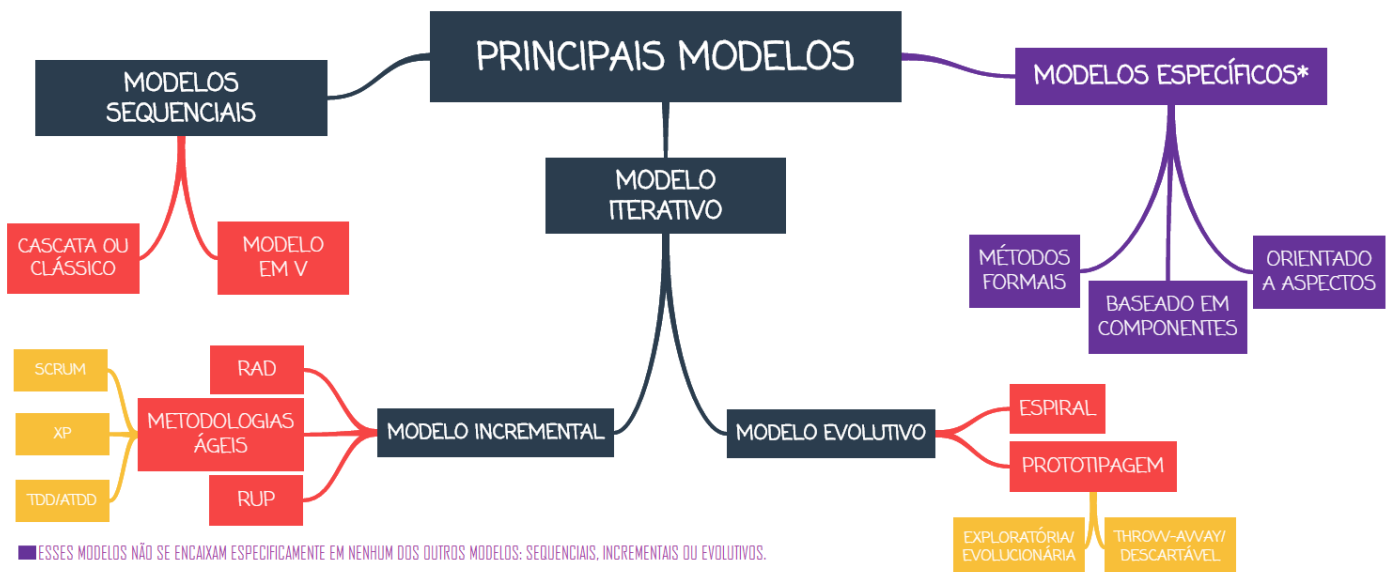 PRINCIPAIS MODELOS
MODELOS
SEQUENCIAIS
MODELOS ESPECÍFICOS*
MODELO
ITERATIVO
CASCATA OU
CLÁSSICO
MODELO
EM V
MÉTODOS
FORMAIS
BASEADO EM
COMPONENTES
ORIENTADO
A ASPECTOS
SCRUM
XP
TDD/ATDD
RAD
METODOLOGIAS
ÁGEIS
RUP
MODELO INCREMENTAL
MODELO EVOLUTIVO
ESPIRAL
PROTOTIPAGEM
EXPLORATÓRIA/
EVOLUCIONÁRIA
THROW-AWAY/
DESCARTÁVEL
ESSES MODELOS NÃO SE ENCAIXAM ESPECIFICAMENTE EM NENHUM DOS OUTROS MODELOS: SEQUENCIAIS, INCREMENTAIS OU EVOLUTIVOS.